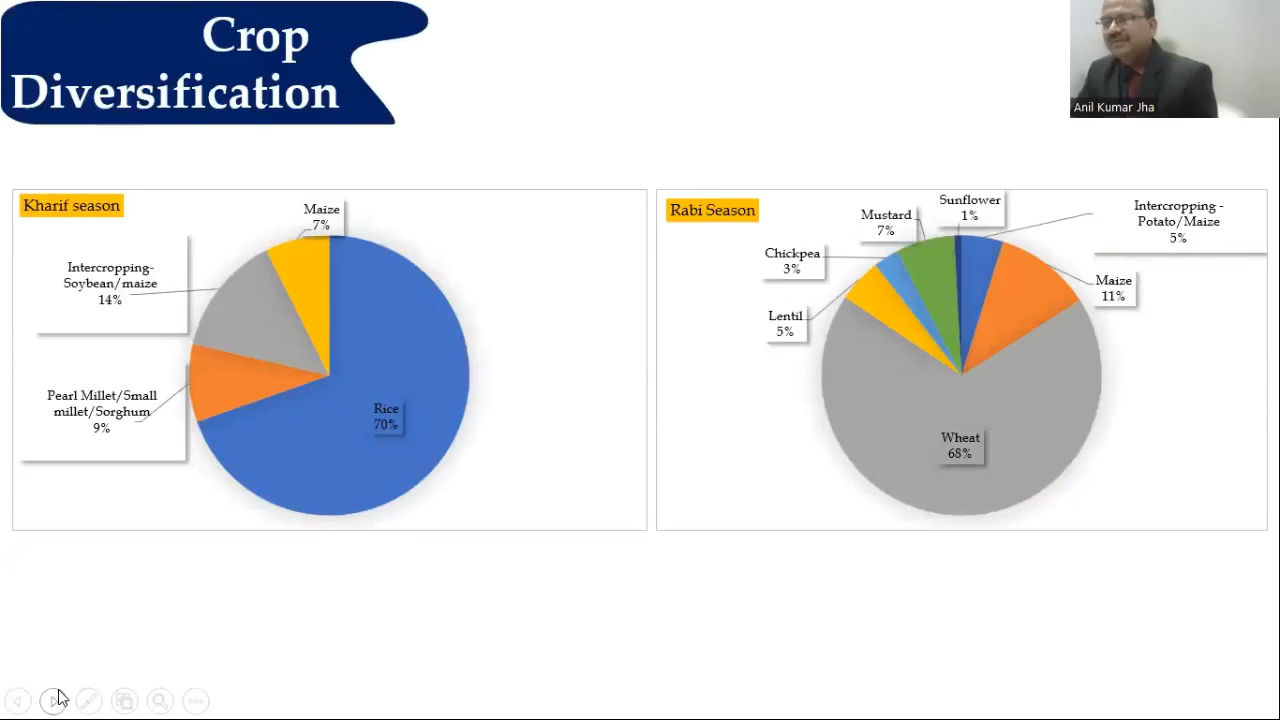 Crop
Diversification
Anil Kumar Jha
Kharif season
Maize
7%
Intercropping-
Soybean/maize
14%
Pearl Millet/Small
millet/Sorghum
9%
Rice
70%
Rabi Season
Sunflower
1%
Mustard
7%
Intercropping -
Potato/Maize
5%
Chickpea
3%
Maize
11%
Lentil
5%
Wheat
68%